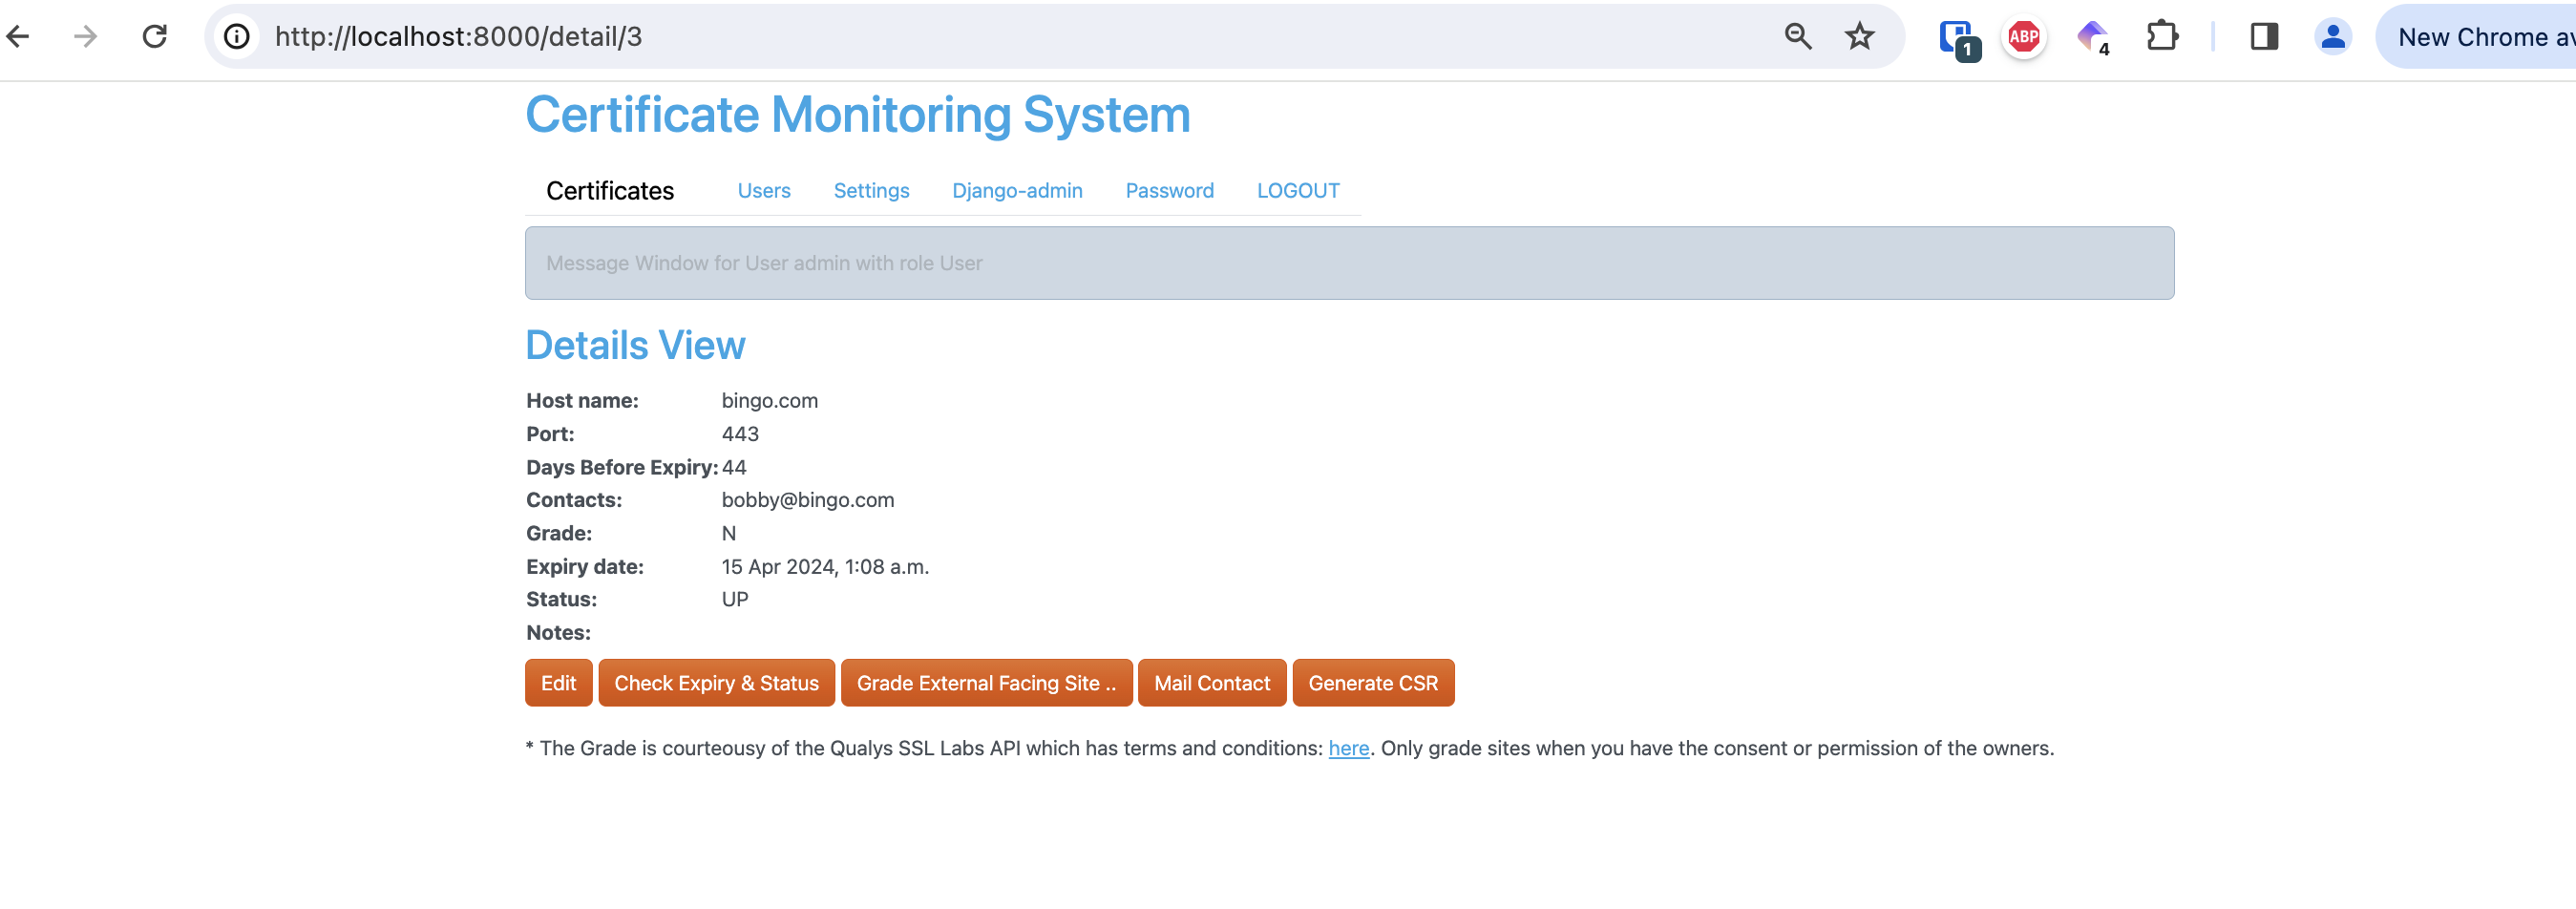 http://localhost:8000/detail/3
1
ABP
4
New Chrome av
Certificate Monitoring System
Certificates Users Settings Django-admin Password LOGOUT
Message Window for User admin with role User
Details View
Host name: bingo.com
Port: 443
Days Before Expiry: 44
Contacts: bobby@bingo.com
Grade: N
Expiry date: 15 Apr 2024, 1:08 a.m.
Status: UP
Notes:
Edit Check Expiry & Status Grade External Facing Site .. Mail Contact Generate CSR
* The Grade is courteousy of the Qualys SSL Labs API which has terms and conditions: here. Only grade sites when you have the consent or permission of the owners.